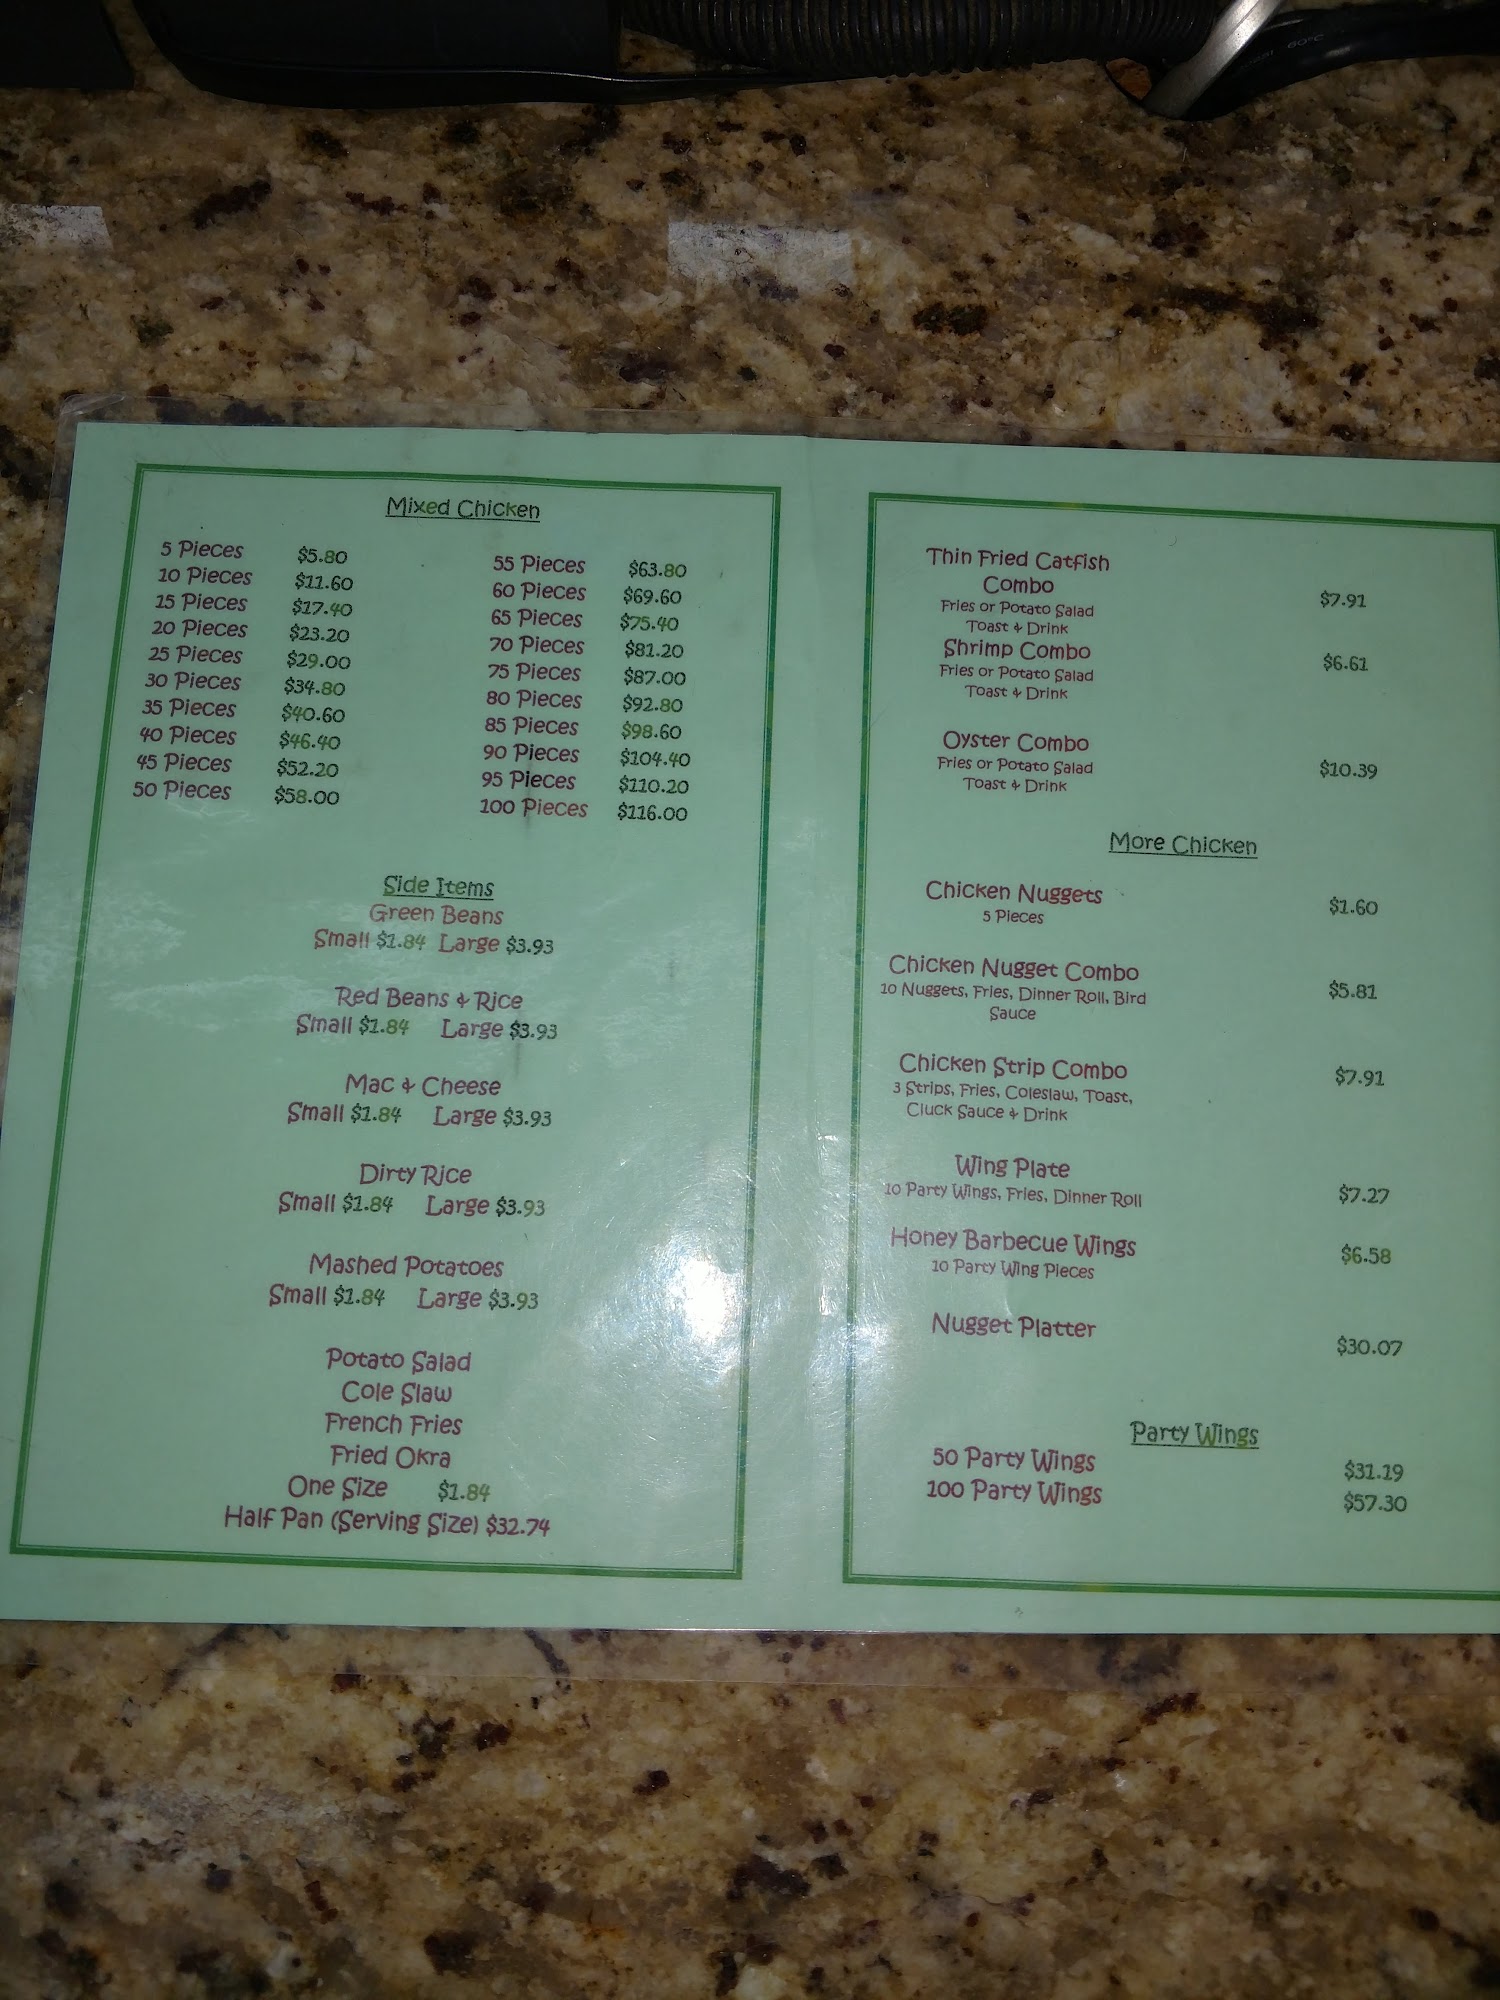 Mixed Chicken
5 Pieces $5.80
10 Pieces $11.60
15 Pieces $17.40
20 Pieces $23.20
25 Pieces $29.00
30 Pieces $34.80
35 Pieces $40.60
40 Pieces $46.40
45 Pieces $52.20
50 Pieces $58.00
55 Pieces $63.80
60 Pieces $69.60
65 Pieces $75.40
70 Pieces $81.20
75 Pieces $87.00
80 Pieces $92.80
85 Pieces $98.60
90 Pieces $104.40
95 Pieces $110.20
100 Pieces $116.00
Side Items
Green Beans
Small $1.84 Large $3.93
Red Beans & Rice
Small $1.84 Large $3.93
Mac & Cheese
Small $1.84 Large $3.93
Dirty Rice
Small $1.84 Large $3.93
Mashed Potatoes
Small $1.84 Large $3.93
Potato Salad
Cole Slaw
French Fries
Fried Okra
One Size $1.84
Half Pan (Serving Size) $32.74
Thin Fried Catfish
Combo $7.91
Fries or Potato Salad
Toast & Drink
Shrimp Combo $6.61
Fries or Potato Salad
Toast & Drink
Oyster Combo
Fries or Potato Salad $10.39
Toast & Drink
More Chicken
Chicken Nuggets $1.60
5 Pieces
Chicken Nugget Combo
10 Nuggets, Fries, Dinner Roll, Bird $5.81
Sauce
Chicken Strip Combo $7.91
3 Strips, Fries, Coleslaw, Toast,
Cluck Sauce & Drink
Wing Plate
10 Party Wings, Fries, Dinner Roll $7.27
Honey Barbecue Wings $6.58
10 Party Wing Pieces
Nugget Platter $30.07
Party Wings
50 Party Wings $31.19
100 Party Wings $57.30
60°C